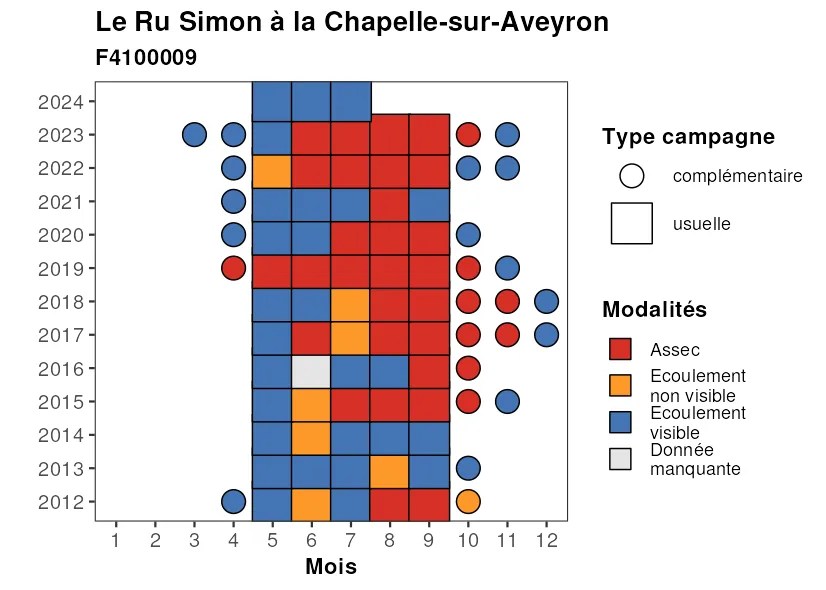 Le Ru Simon à la Chapelle-sur-Aveyron
F4100009
2024
2023
2022
2021
2020
2019
2018
2017
2016
2015
2014
2013
2012
1 2 3 4 5 6 7 8 9 10 11 12
Mois
Type campagne
complémentaire
usuelle
Modalités
Assec
Ecoulement
non visible
Ecoulement
visible
Donnée
manquante